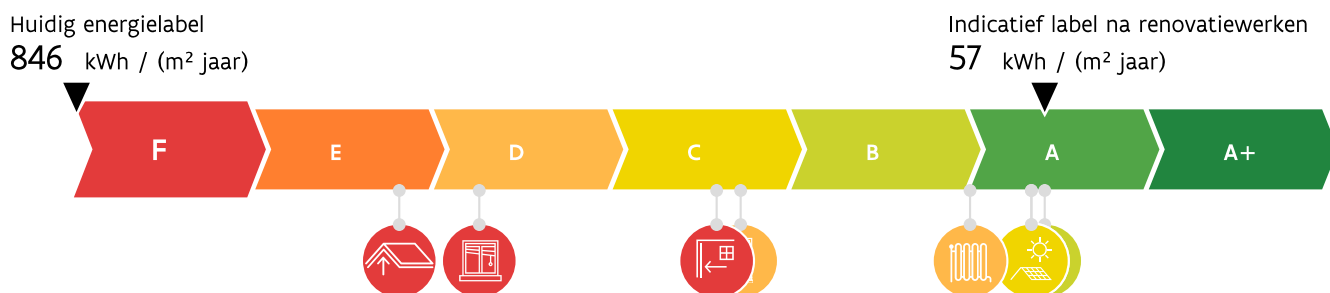 Huidig energielabel
846 kWh / (m² jaar)
Indicatief label na renovatiewerken
57 kWh / (m² jaar)
F E D C B A A+